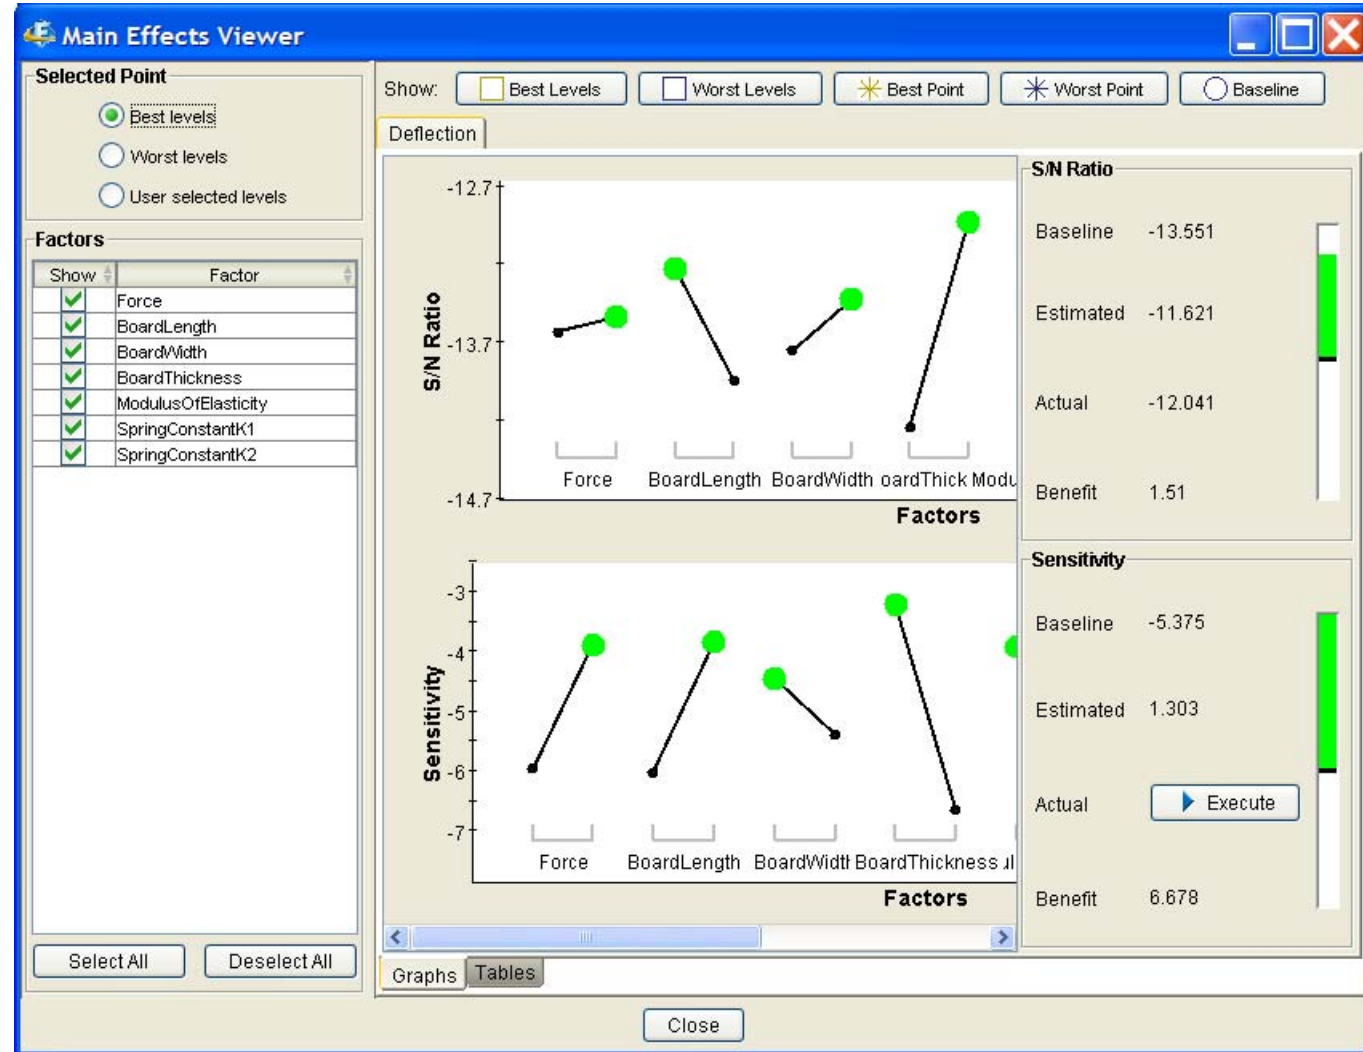 Main Effects Viewer
Selected Point
Best levels
Worst levels
User selected levels
Factors
Show Factor
Force
BoardLength
BoardWidth
BoardThickness
ModulusOfElasticity
SpringConstantK1
SpringConstantK2
Select All Deselect All
Show: Best Levels Worst Levels Best Point Worst Point Baseline
Deflection
S/N Ratio
-12.7
-13.7
-14.7
Force BoardLength BoardWidth oardThick Modu
Factors
Sensitivity
-3
-4
-5
-6
-7
Force BoardLength BoardWidtl BoardThickness ul
Factors
Graphs Tables
S/N Ratio
Baseline -13.551
Estimated -11.621
Actual -12.041
Benefit 1.51
Sensitivity
Baseline -5.375
Estimated 1.303
Actual Execute
Benefit 6.678
Close